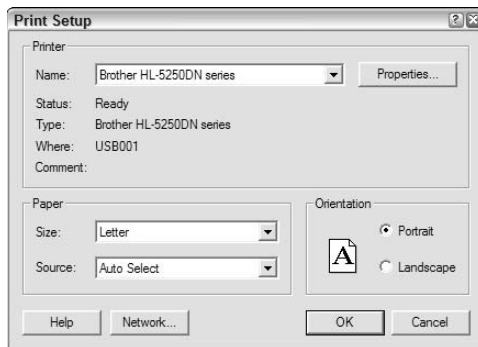 Print Setup
Printer
Name: Brother HL-5250DN series Properties...
Status: Ready
Type: Brother HL-5250DN series
Where: USB001
Comment:
Paper Orientation
Size: Letter Portrait
A
Source: Auto Select Landscape
Help Network... OK Cancel